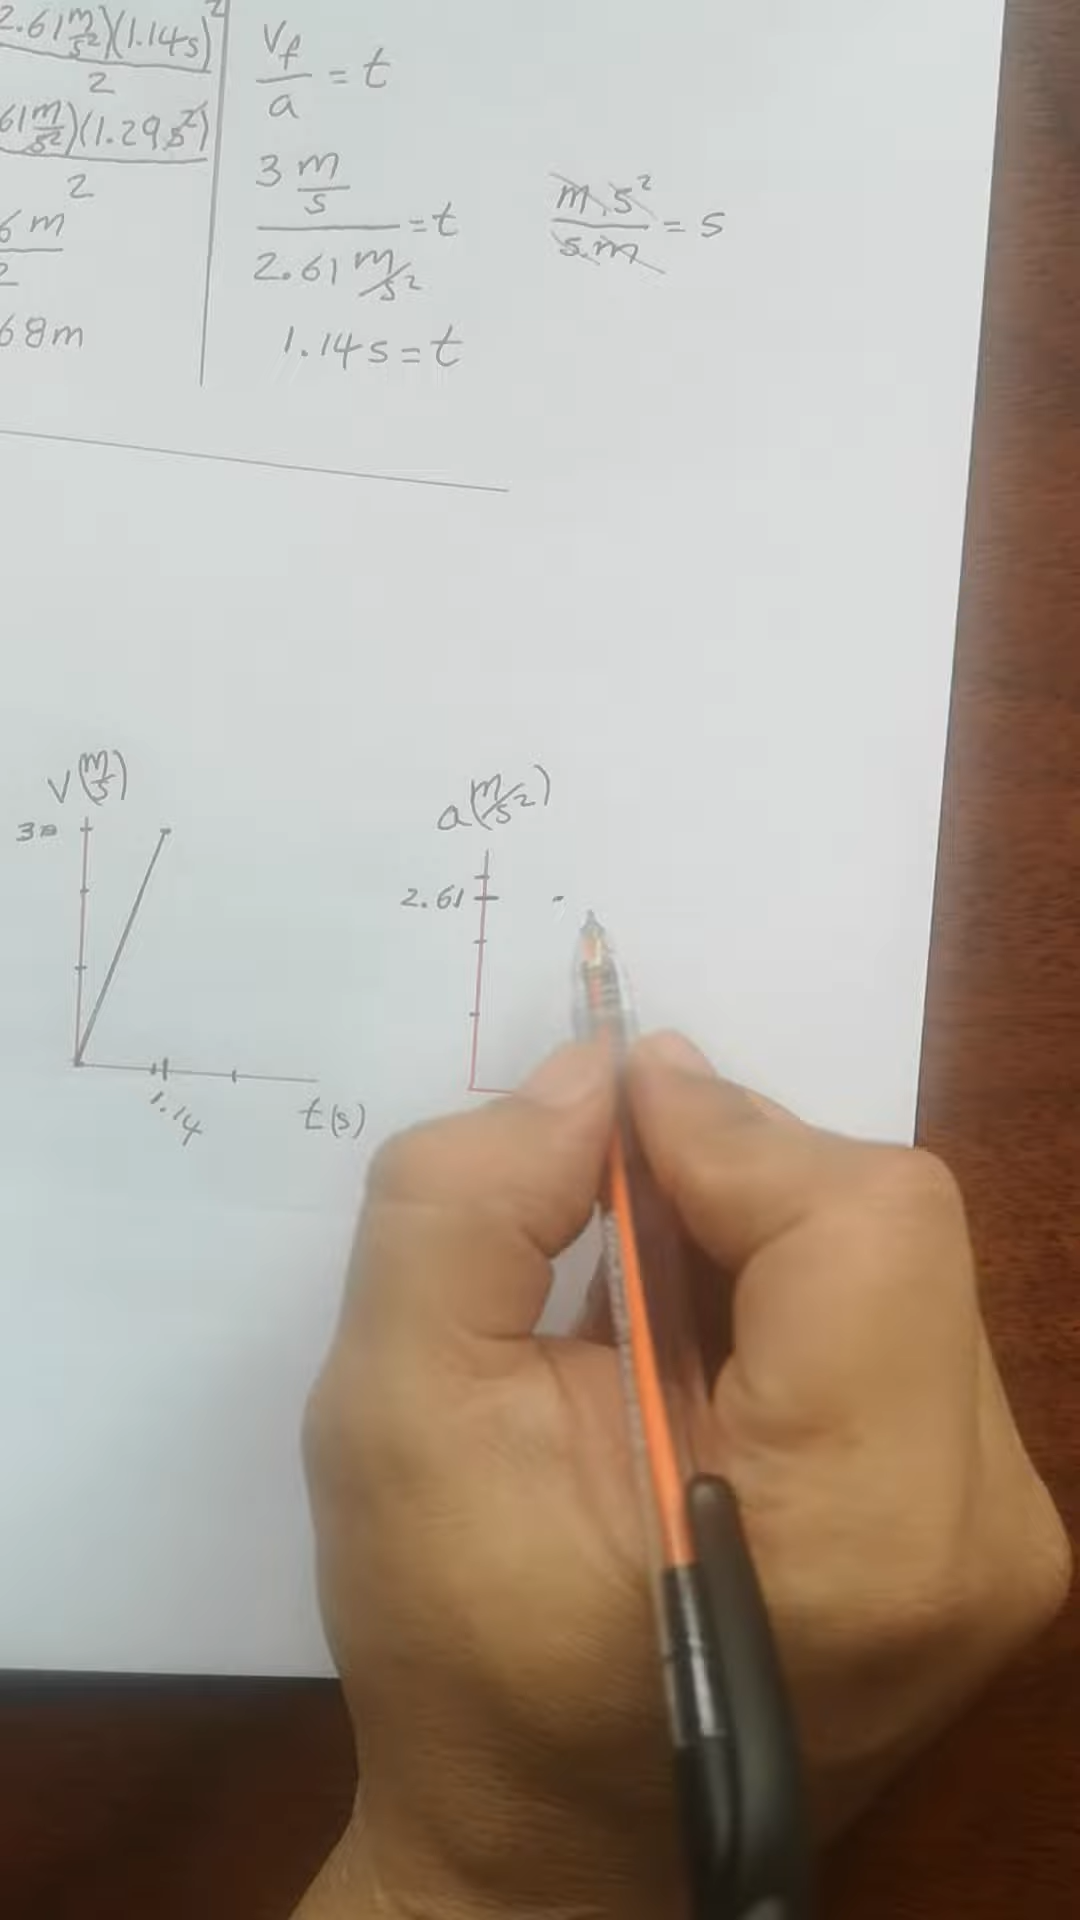 2.61 m/s²)(1.14s)²
2
61 m/s²)(1.29s²)
2
6 m
2
68m
Vf/a = t
3 m/s
2.61 m/s² = t
1.14s = t
m.s²/s.m = s
V(m/s)
3
1.14
t(s)
a(m/s²)
2.61